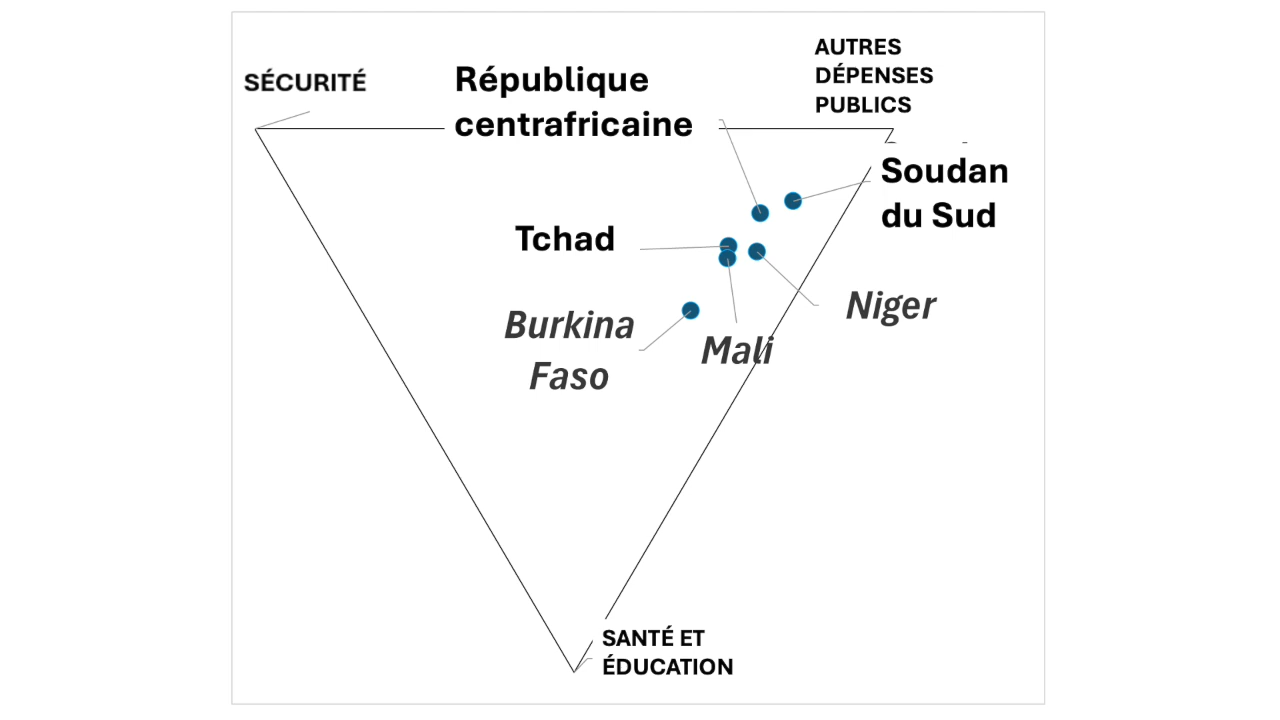 SÉCURITÉ
République
centrafricaine
AUTRES
DÉPENSES
PUBLICS
Soudan
du Sud
Tchad
Niger
Burkina
Faso
Mali
SANTÉ ET
ÉDUCATION